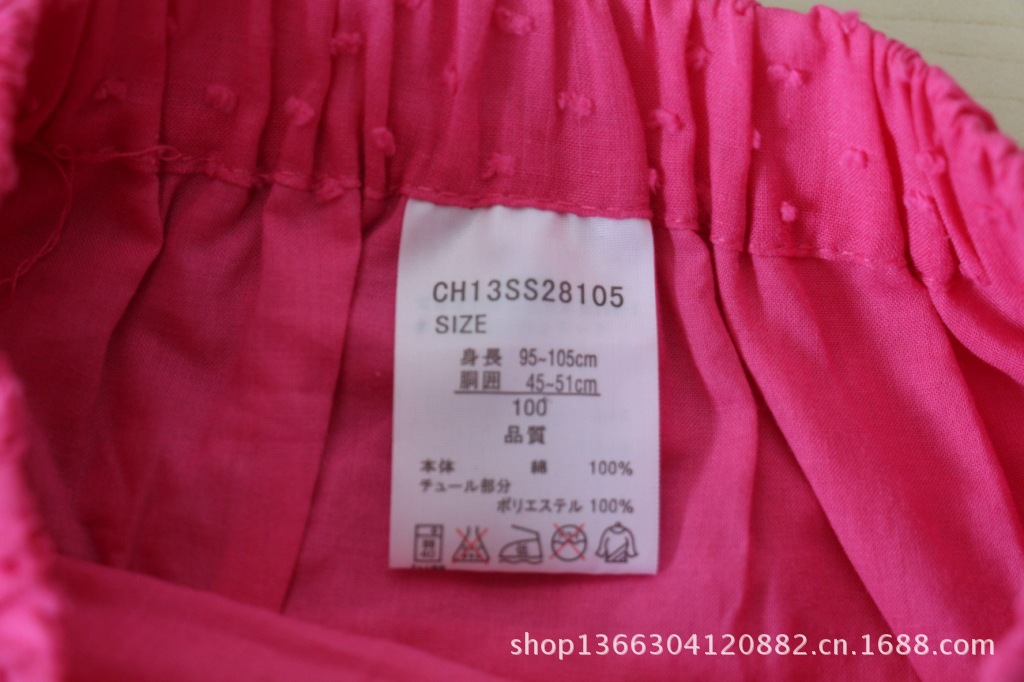 CH13SS28105
SIZE
身長 95~105cm
胴囲 45~51cm
100
品質
本体 綿 100%
チュール部分
ポリエステル 100%
shop1366304120882.cn.1688.com